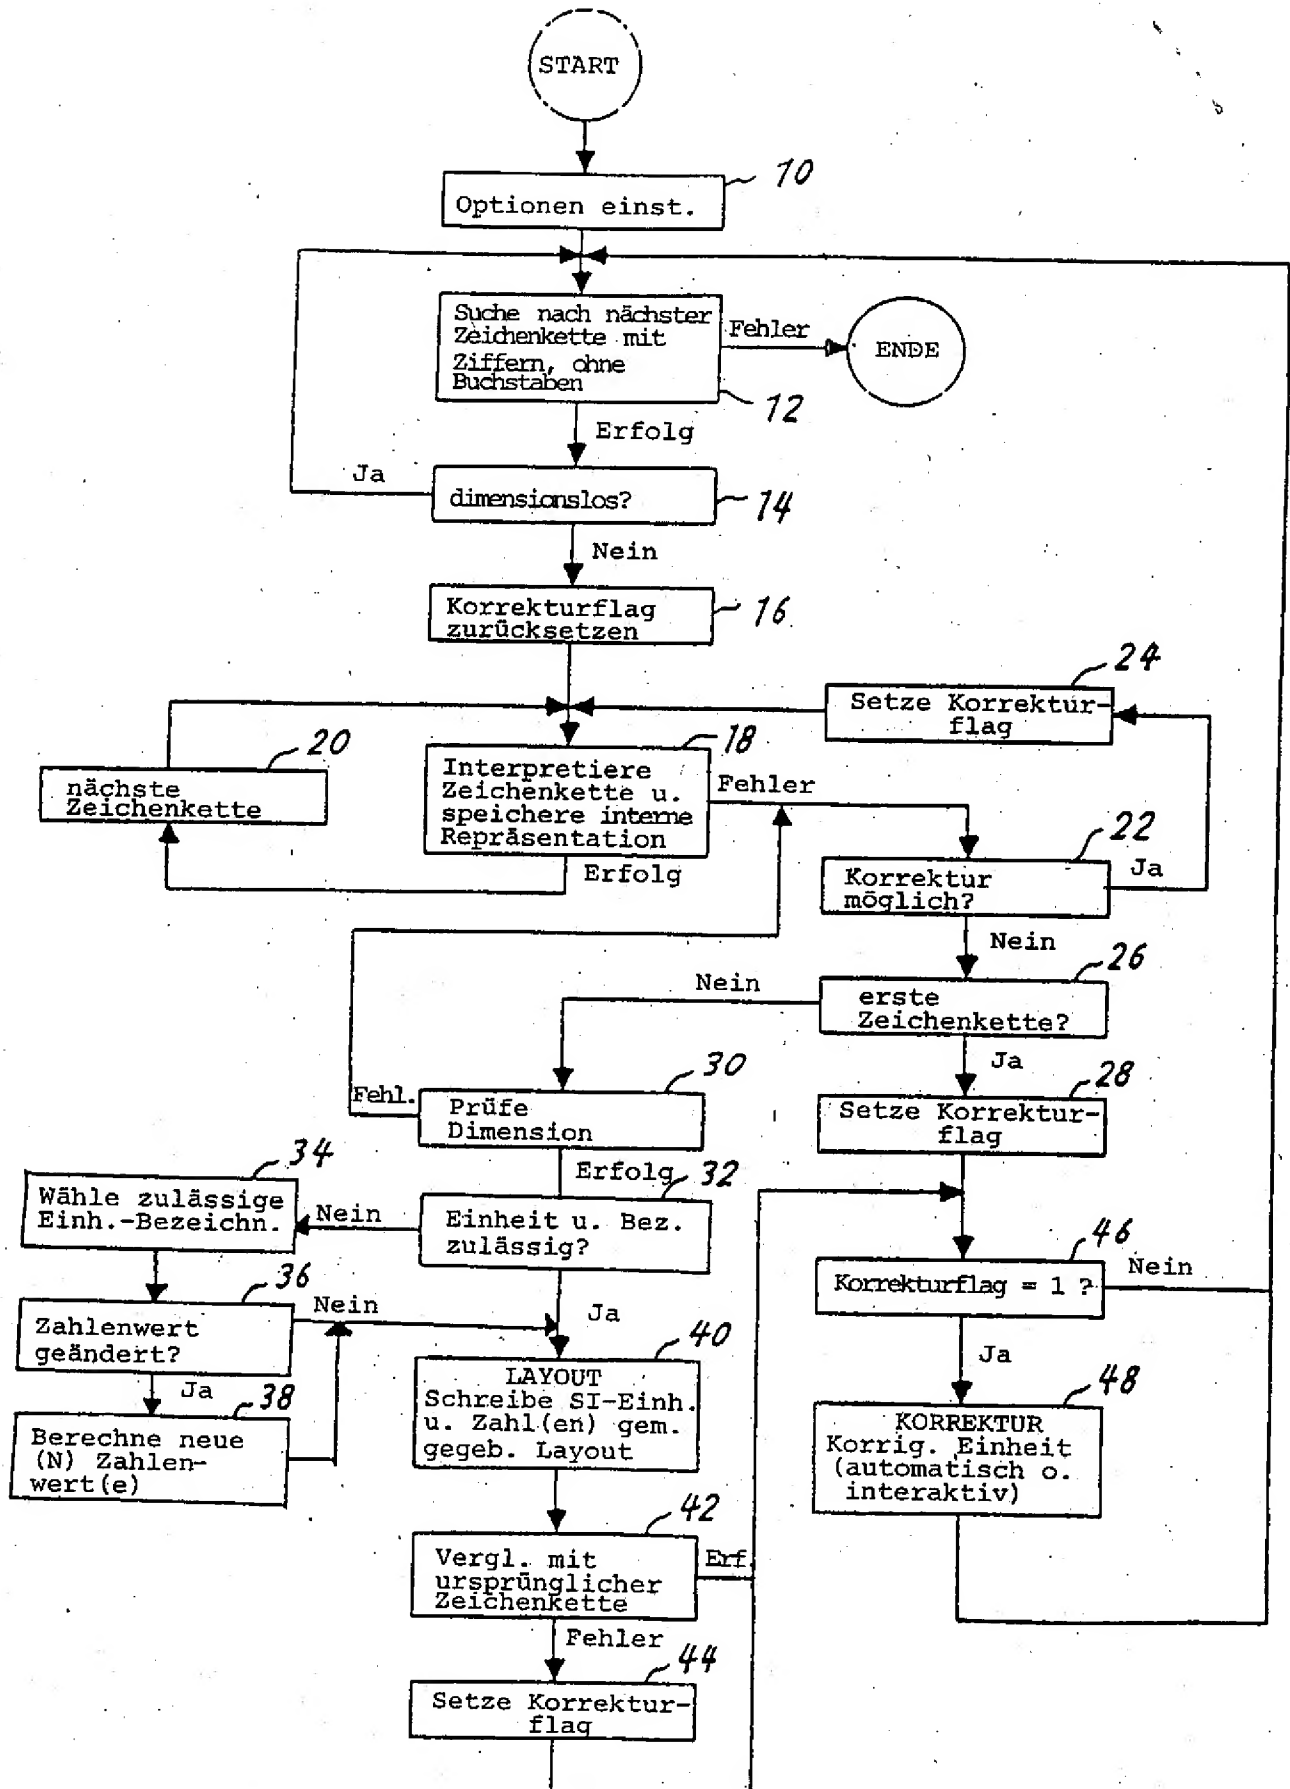 START
10
Optionen einst.
Suche nach nächster
Zeichenkette mit
Ziffern, ohne
Buchstaben
Fehler
ENDE
12
Erfolg
Ja
dimensionslos?
14
Nein
Korrekturflag
zurücksetzen
16
24
Setze Korrektur-
flag
20
nächste
Zeichenkette
18
Interpretiere
Zeichenkette u.
speichere interne
Repräsentation
Fehler
Erfolg
22
Korrektur
möglich?
Ja
Nein
26
erste
Zeichenkette?
Nein
Ja
30
Fehl.
Prüfe
Dimension
28
Setze Korrektur-
flag
Erfolg
34
Wähle zulässige
Einh.-Bezeichn.
Nein
32
Einheit u. Bez.
zulässig?
46
Korrekturflag = 1 ?
Nein
36
Zahlenwert
geändert?
Nein
Ja
Ja
38
Berechne neue
(N) Zahlen-
wert(e)
40
LAYOUT
Schreibe SI-Einh.
u. Zahl(en) gem.
gegeb. Layout
Ja
48
KORREKTUR
Korrig. Einheit
(automatisch o.
interaktiv)
42
Vergl. mit
ursprünglicher
Zeichenkette
Erf.
Fehler
44
Setze Korrektur-
flag